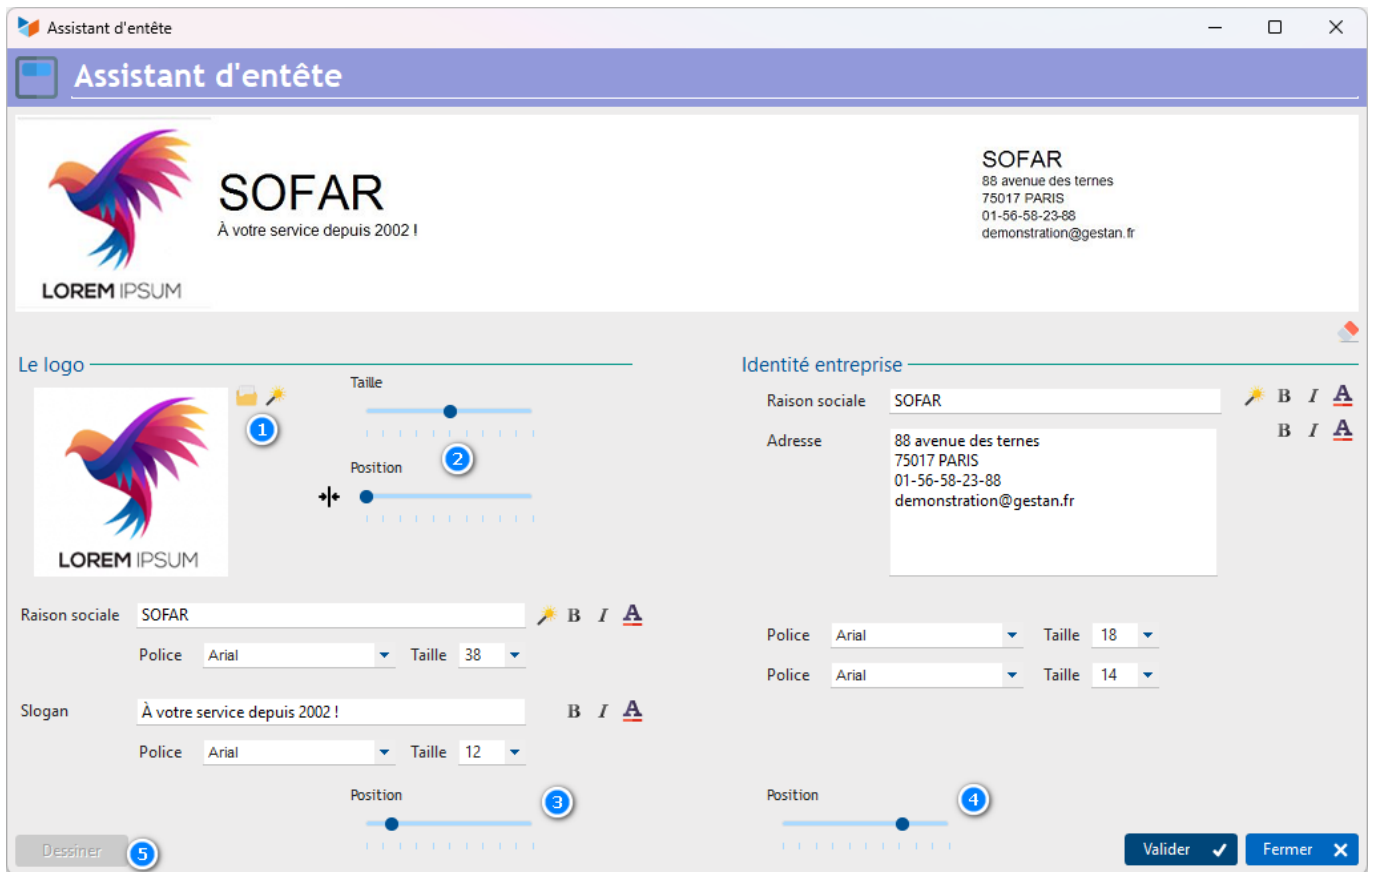 Assistant d'entête
Assistant d'entête
SOFAR
À votre service depuis 2002 !
LOREM IPSUM
SOFAR
88 avenue des ternes
75017 PARIS
01-56-58-23-88
demonstration@gestan.fr
Le logo
LOREM IPSUM
1
Taille
2
Position
Raison sociale SOFAR B I A
Police Arial Taille 38
Slogan À votre service depuis 2002 ! B I A
Police Arial Taille 12
Position
3
Dessiner 5
Identité entreprise
Raison sociale SOFAR B I A
B I A
Adresse 88 avenue des ternes
75017 PARIS
01-56-58-23-88
demonstration@gestan.fr
Police Arial Taille 18
Police Arial Taille 14
Position
4
Valider Fermer